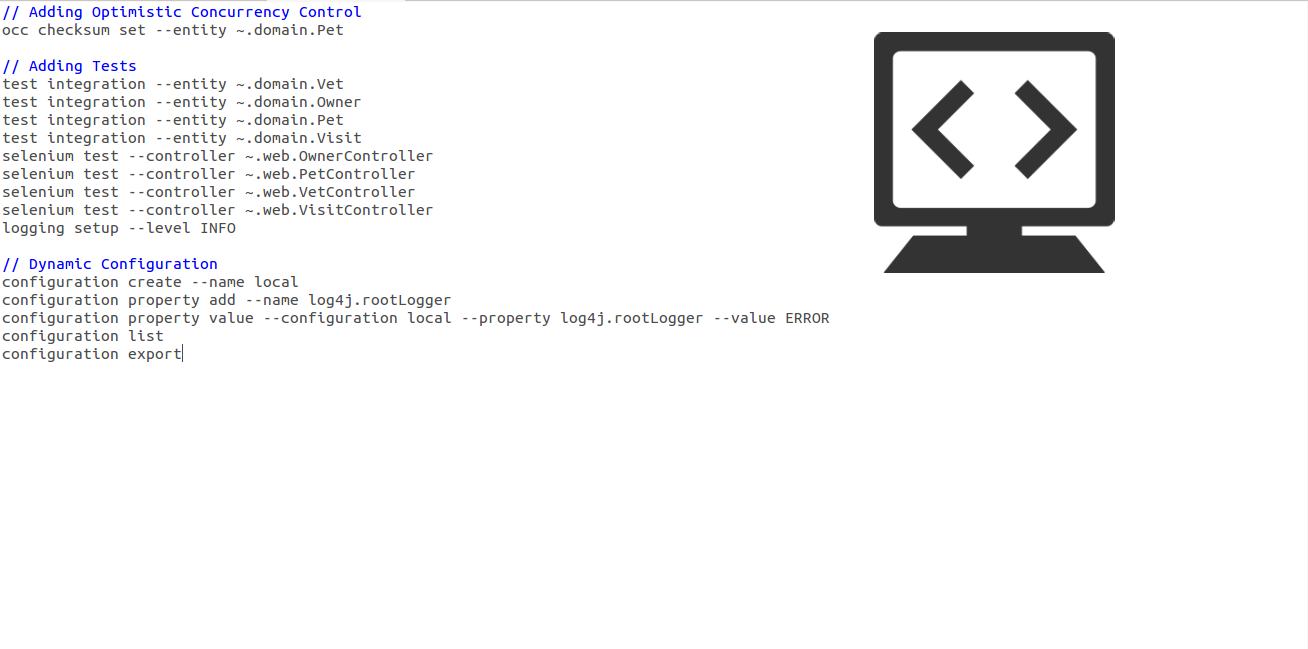 // Adding Optimistic Concurrency Control
occ checksum set --entity ~.domain.Pet
// Adding Tests
test integration --entity ~.domain.Vet
test integration --entity ~.domain.Owner
test integration --entity ~.domain.Pet
test integration --entity ~.domain.Visit
selenium test --controller ~.web.OwnerController
selenium test --controller ~.web.PetController
selenium test --controller ~.web.VetController
selenium test --controller ~.web.VisitController
logging setup --level INFO
// Dynamic Configuration
configuration create --name local
configuration property add --name log4j.rootLogger
configuration property value --configuration local --property log4j.rootLogger --value ERROR
configuration list
configuration export